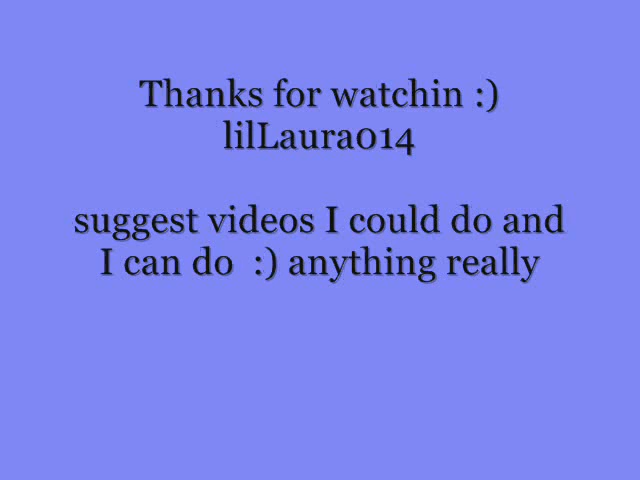 Thanks for watchin :)
lilLaura014
suggest videos I could do and
I can do  :) anything really